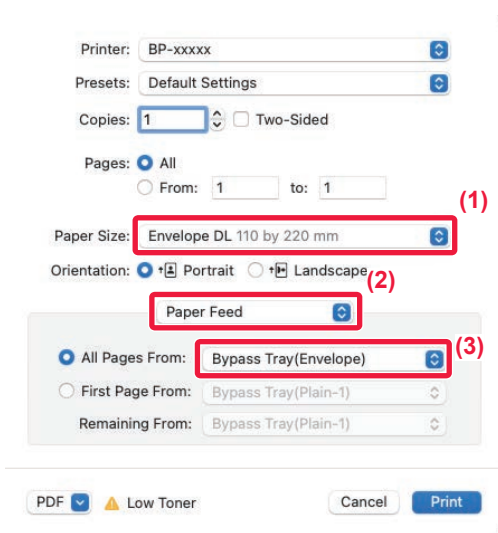 Printer: BP-xxxxx
Presets: Default Settings
Copies: 1 Two-Sided
Pages: All
From: 1 to: 1
(1)
Paper Size: Envelope DL 110 by 220 mm
Orientation: Portrait Landscape
(2)
Paper Feed
(3)
All Pages From: Bypass Tray(Envelope)
First Page From: Bypass Tray(Plain-1)
Remaining From: Bypass Tray(Plain-1)
PDF Low Toner Cancel Print